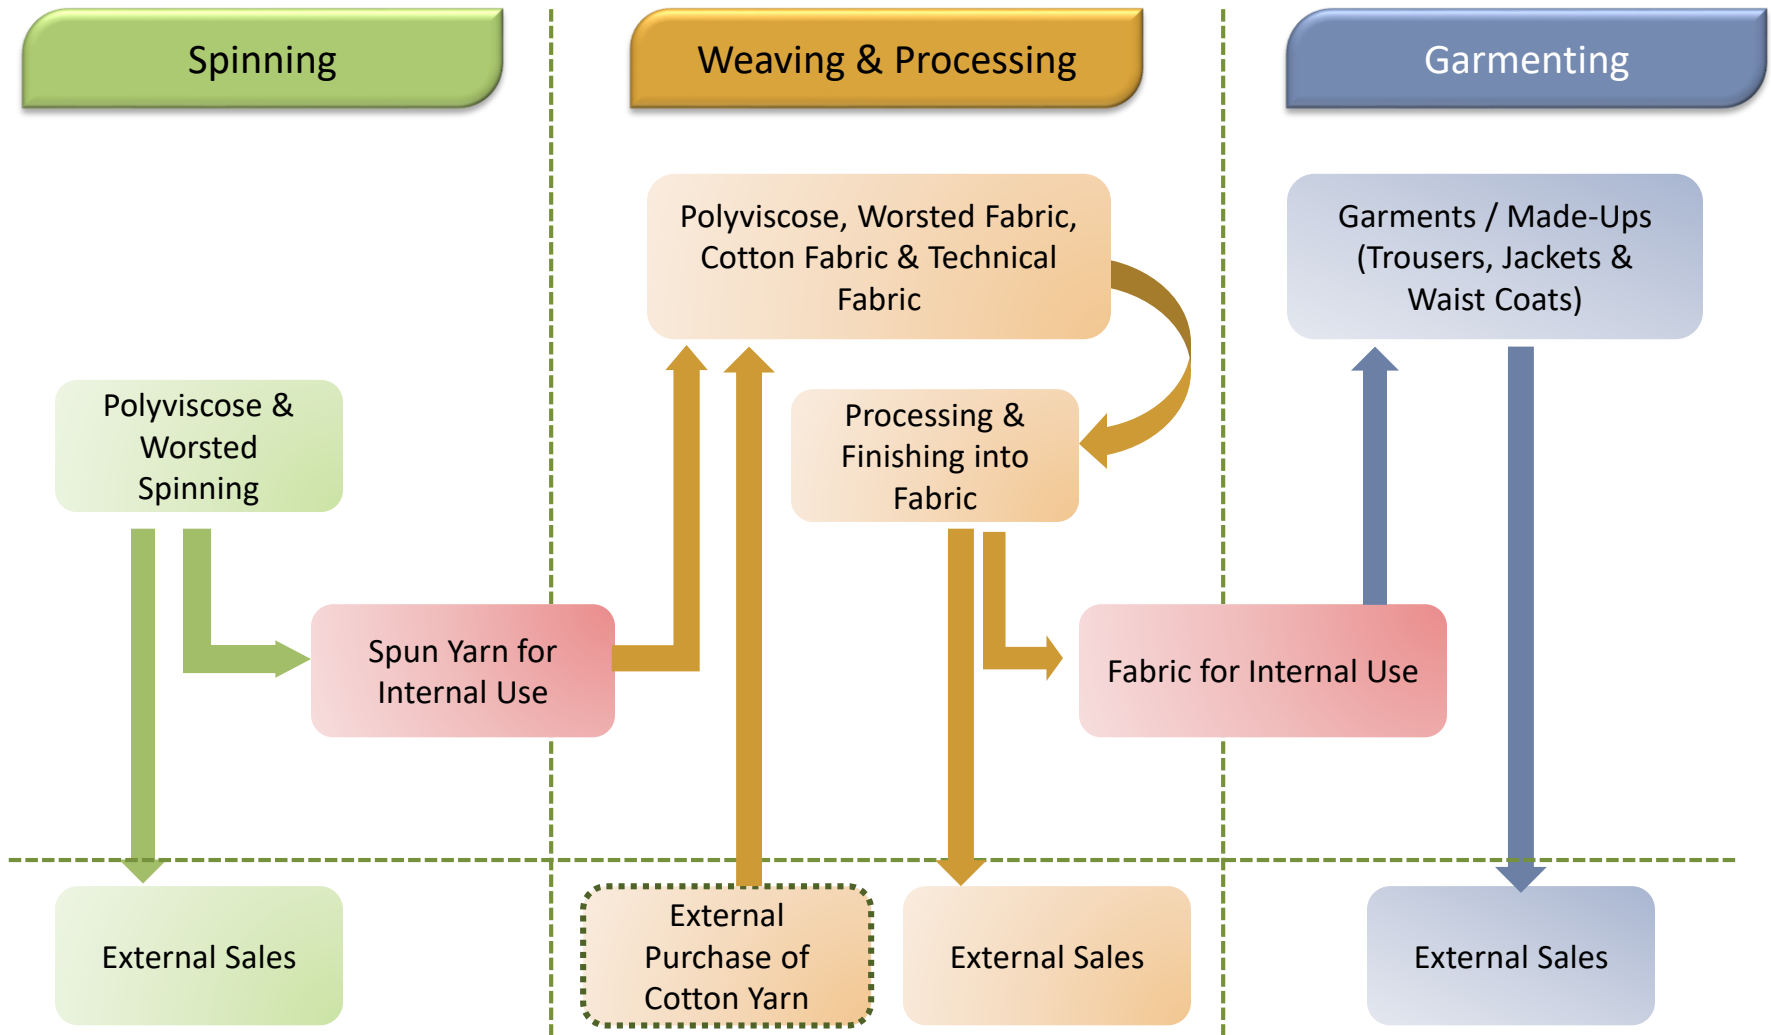 Spinning
Weaving & Processing
Garmenting
Polyviscose, Worsted Fabric,
Cotton Fabric & Technical
Fabric
Garments / Made-Ups
(Trousers, Jackets &
Waist Coats)
Polyviscose &
Worsted
Spinning
Processing &
Finishing into
Fabric
Spun Yarn for
Internal Use
Fabric for Internal Use
External Sales
External
Purchase of
Cotton Yarn
External Sales
External Sales